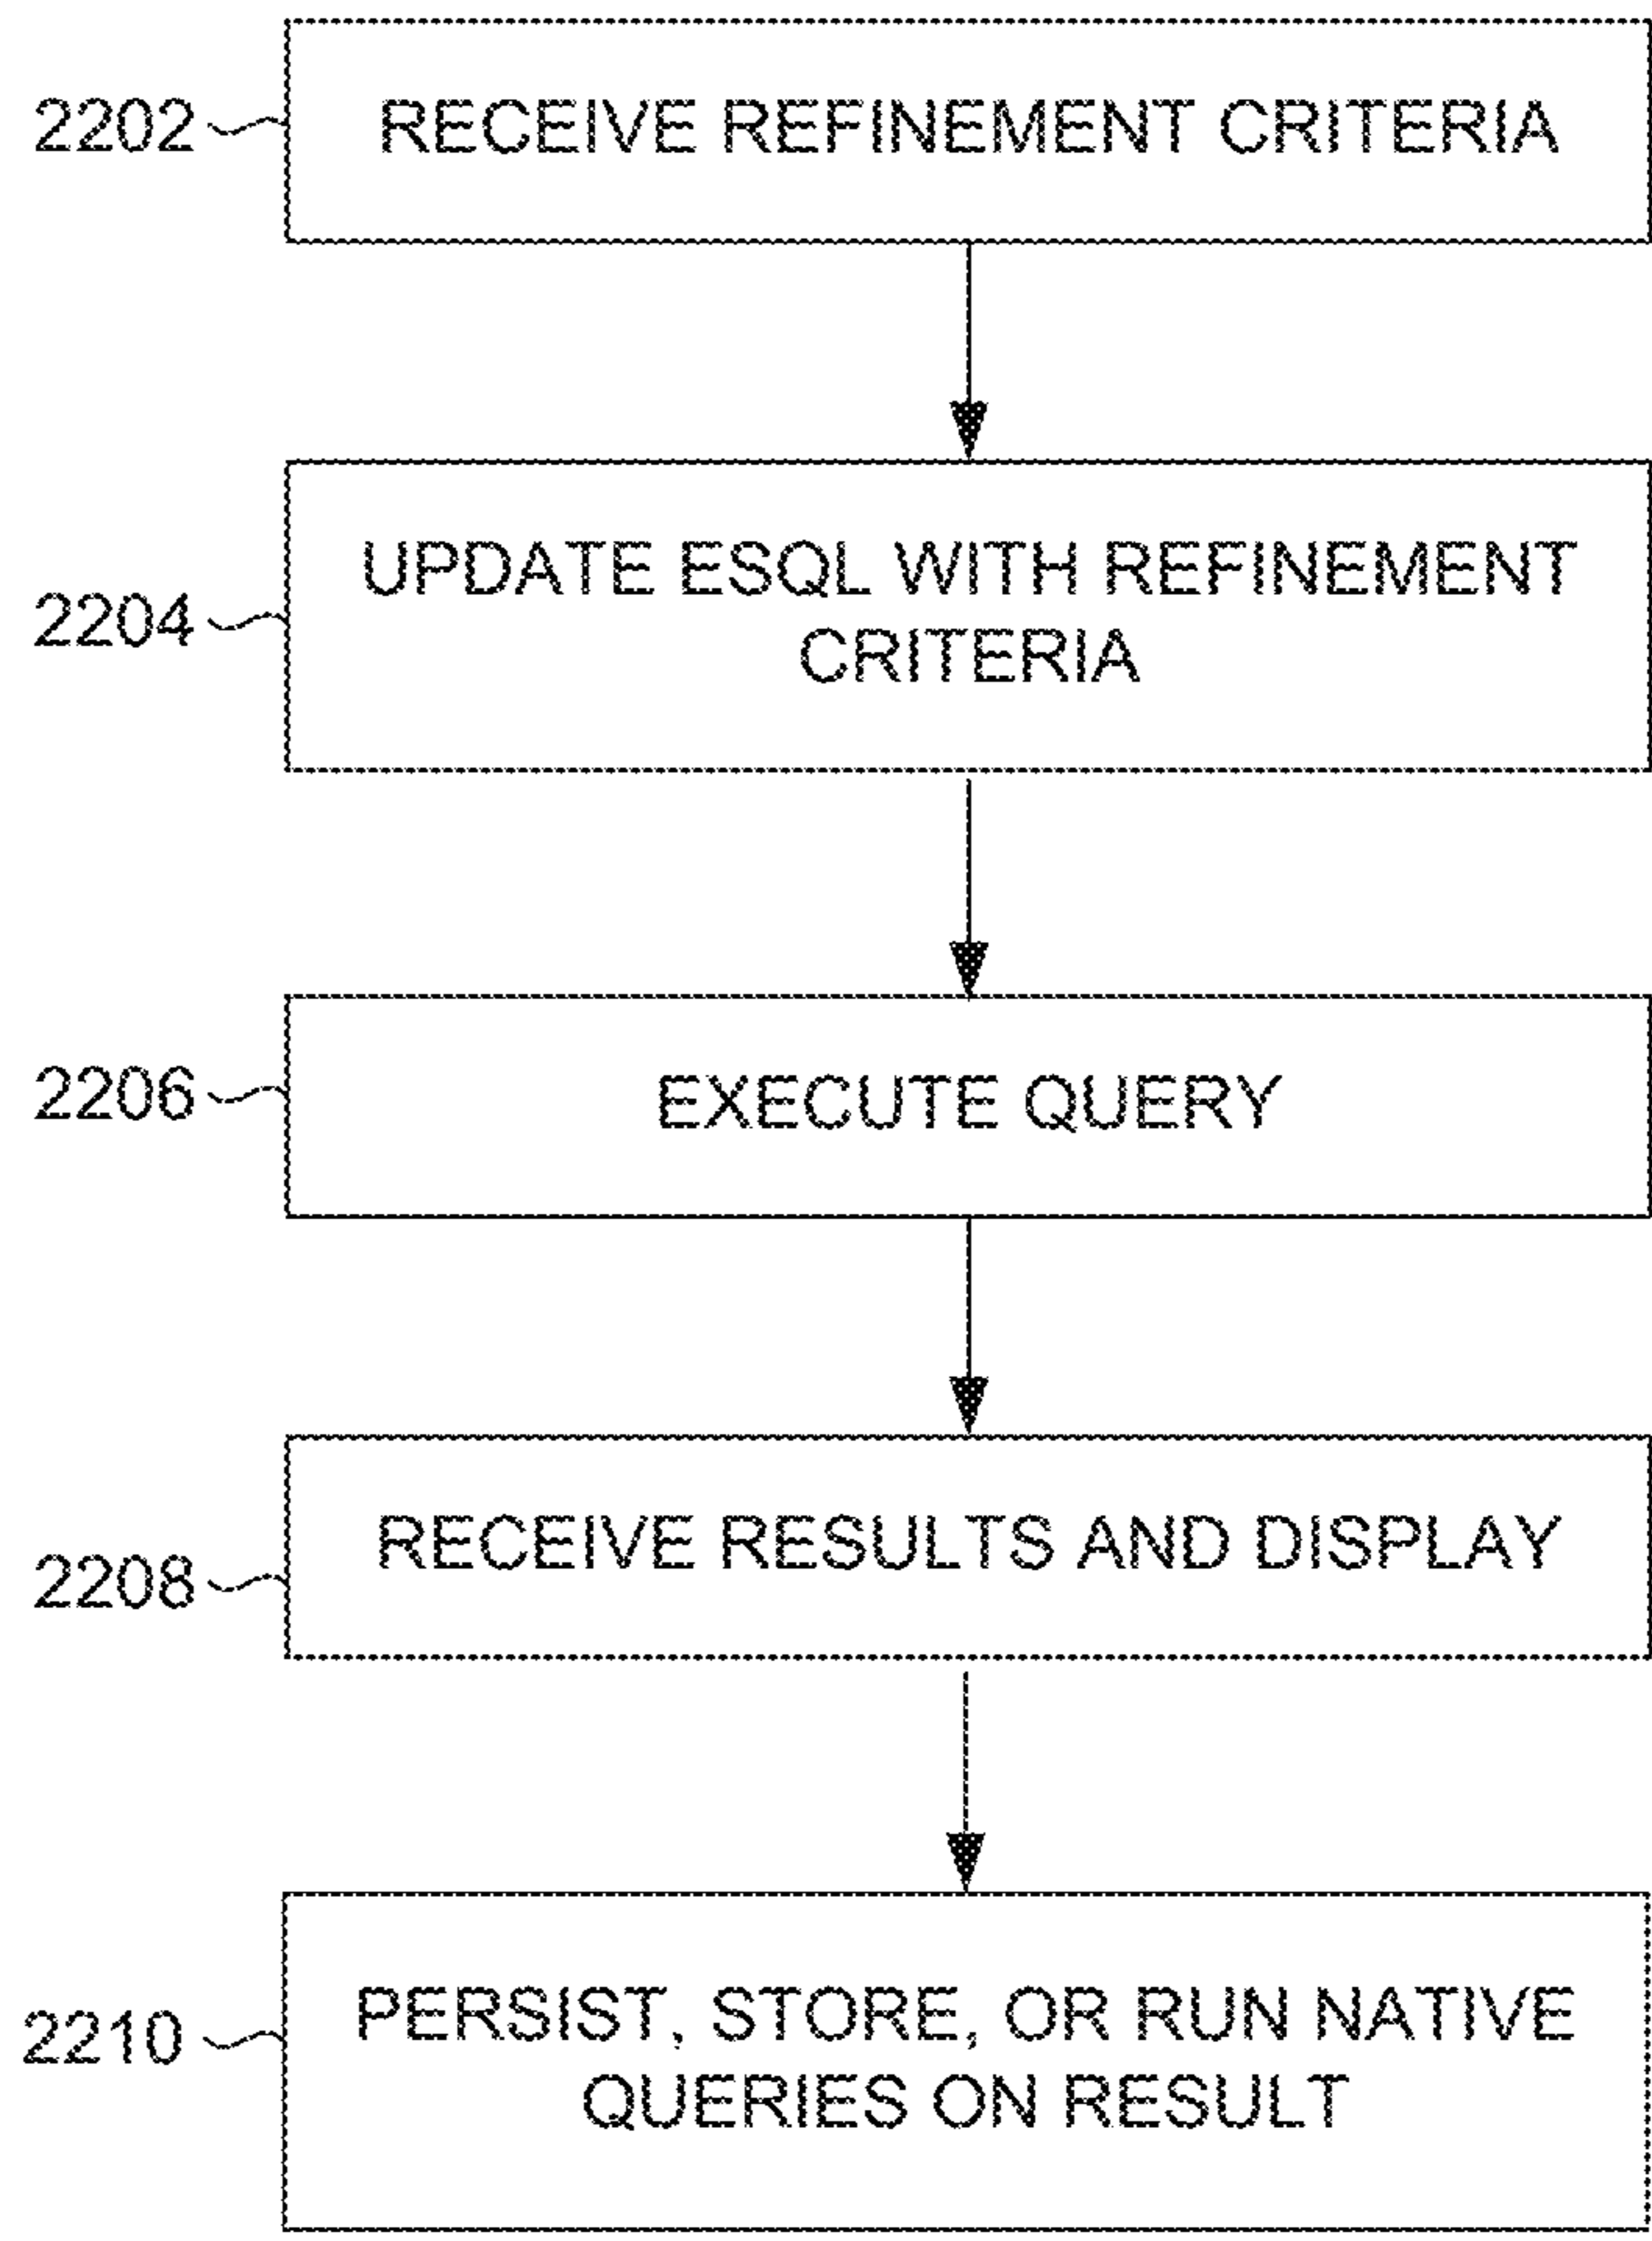 2202
RECEIVE REFINEMENT CRITERIA
2204
UPDATE ESQL WITH REFINEMENT
CRITERIA
2206
EXECUTE QUERY
2208
RECEIVE RESULTS AND DISPLAY
2210
PERSIST, STORE, OR RUN NATIVE
QUERIES ON RESULT